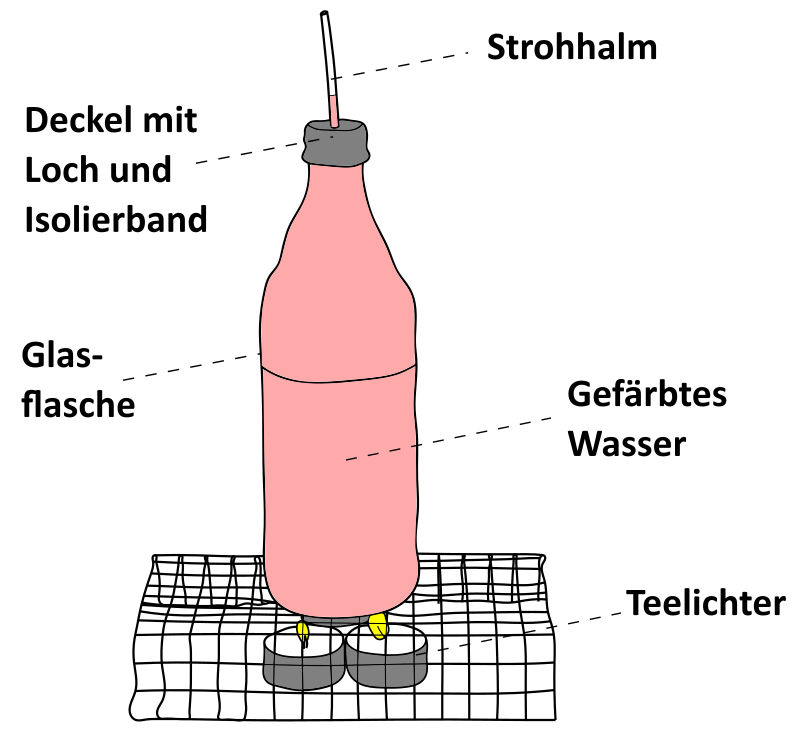 Strohhalm
Deckel mit
Loch und
Isolierband
Glas-
flasche
Gefärbtes
Wasser
Teelichter